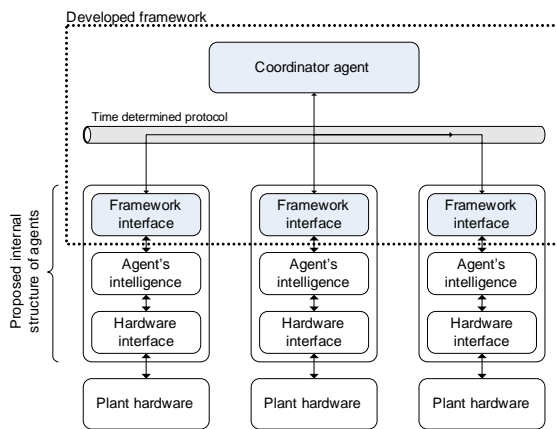 Developed framework
Coordinator agent
Time determined protocol
Proposed internal
structure of agents
Framework
interface
Framework
interface
Framework
interface
Agent's
intelligence
Agent's
intelligence
Agent's
intelligence
Hardware
interface
Hardware
interface
Hardware
interface
Plant hardware
Plant hardware
Plant hardware